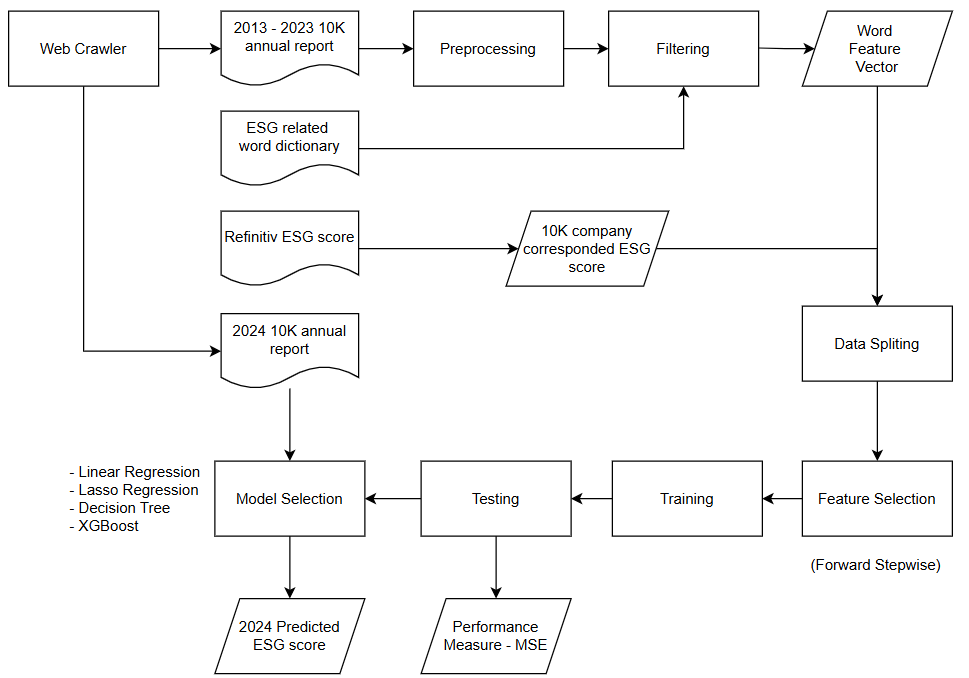 Web Crawler
2013 - 2023 10K
annual report
Preprocessing
Filtering
Word
Feature
Vector
ESG related
word dictionary
Refinitiv ESG score
10K company
corresponded ESG
score
2024 10K annual
report
Data Spliting
- Linear Regression
- Lasso Regression
- Decision Tree
- XGBoost
Model Selection
Testing
Training
Feature Selection
(Forward Stepwise)
2024 Predicted
ESG score
Performance
Measure - MSE